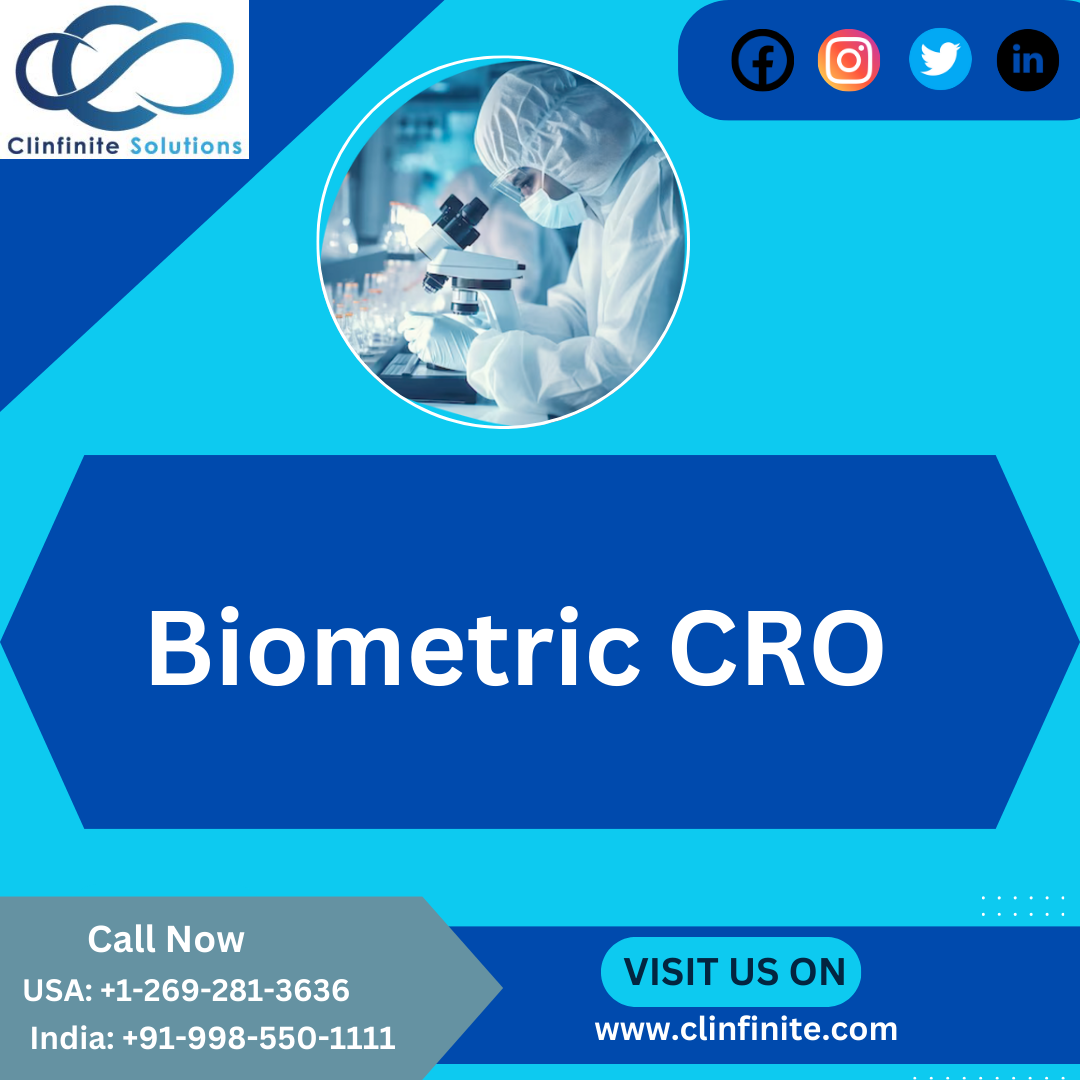 Clinfinite Solutions
Biometric CRO
Call Now
USA: +1-269-281-3636
India: +91-998-550-1111
VISIT US ON
www.clinfinite.com